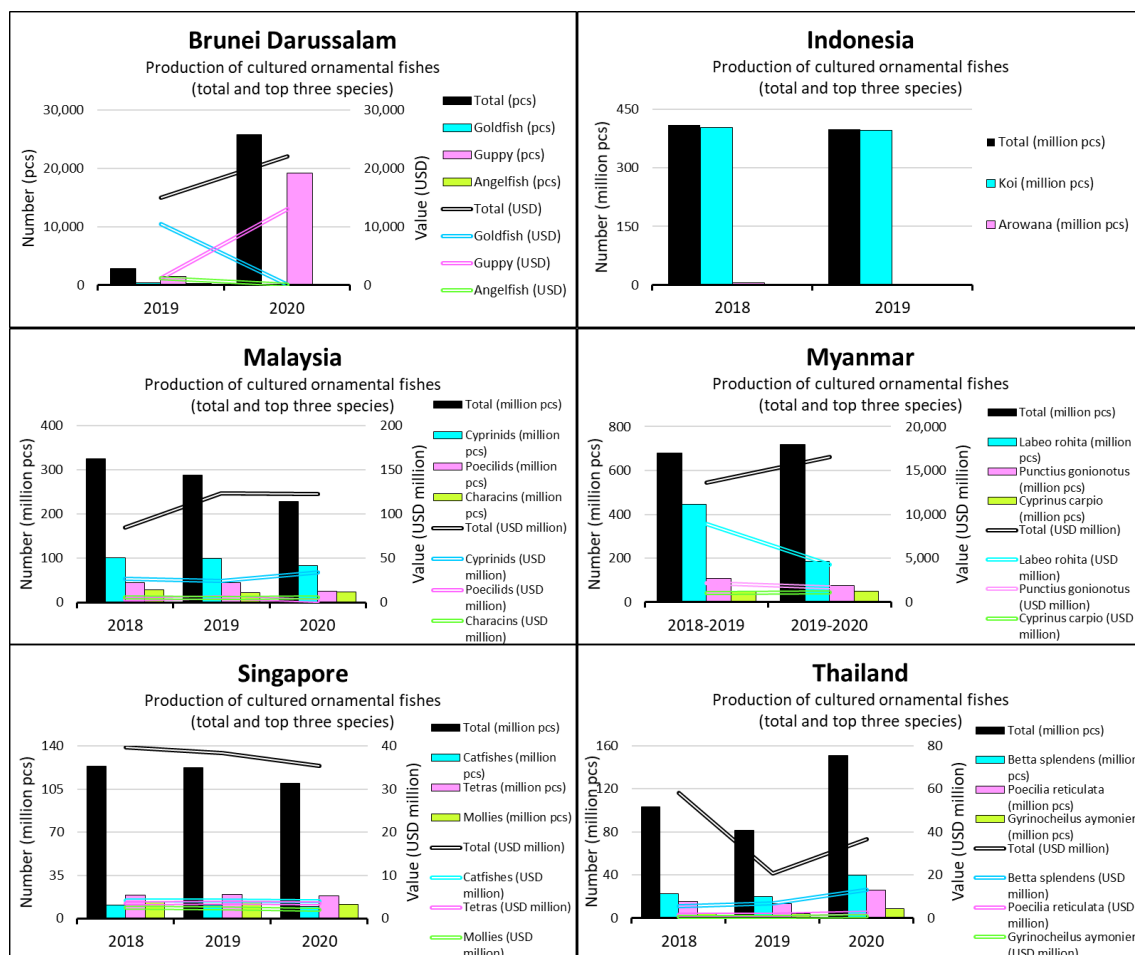 Brunei Darussalam
Production of cultured ornamental fishes
(total and top three species)
Number (pcs)
30,000
20,000
10,000
0
2019
2020
30,000
20,000
10,000
0
Value (USD)
Total (pcs)
Goldfish (pcs)
Guppy (pcs)
Angelfish (pcs)
Total (USD)
Goldfish (USD)
Guppy (USD)
Angelfish (USD)
Indonesia
Production of cultured ornamental fishes
(total and top three species)
Number (million pcs)
450
300
150
0
2018
2019
Total (million pcs)
Koi (million pcs)
Arowana (million pcs)
Malaysia
Production of cultured ornamental fishes
(total and top three species)
Number (million pcs)
400
300
200
100
0
2018
2019
2020
200
150
100
50
0
Value (USD million)
Total (million pcs)
Cyprinids (million
pcs)
Poecilids (million
pcs)
Characins (million
pcs)
Total (USD million)
Cyprinids (USD
million)
Poecilids (USD
million)
Characins (USD
million)
Myanmar
Production of cultured ornamental fishes
(total and top three species)
Number (million pcs)
800
600
400
200
0
2018-2019
2019-2020
20,000
15,000
10,000
5,000
0
Value (USD million)
Total (million pcs)
Labeo rohita (million
pcs)
Punctius gonionotus
(million pcs)
Cyprinus carpio
(million pcs)
Total (USD million)
Labeo rohita (USD
million)
Punctius gonionotus
(USD million)
Cyprinus carpio (USD
million)
Singapore
Production of cultured ornamental fishes
(total and top three species)
Number (million pcs)
140
105
70
35
0
2018
2019
2020
40
30
20
10
0
Value (USD million)
Total (million pcs)
Catfishes (million
pcs)
Tetras (million pcs)
Mollies (million pcs)
Total (USD million)
Catfishes (USD
million)
Tetras (USD million)
Mollies (USD
million)
Thailand
Production of cultured ornamental fishes
(total and top three species)
Number (million pcs)
160
120
80
40
0
2018
2019
2020
80
60
40
20
0
Value (USD million)
Total (million pcs)
Betta splendens (million
pcs)
Poecilia reticulata
(million pcs)
Gyrinocheilus aymonier
(million pcs)
Total (USD million)
Betta splendens (USD
million)
Poecilia reticulata (USD
million)
Gyrinocheilus aymonier
(USD million)